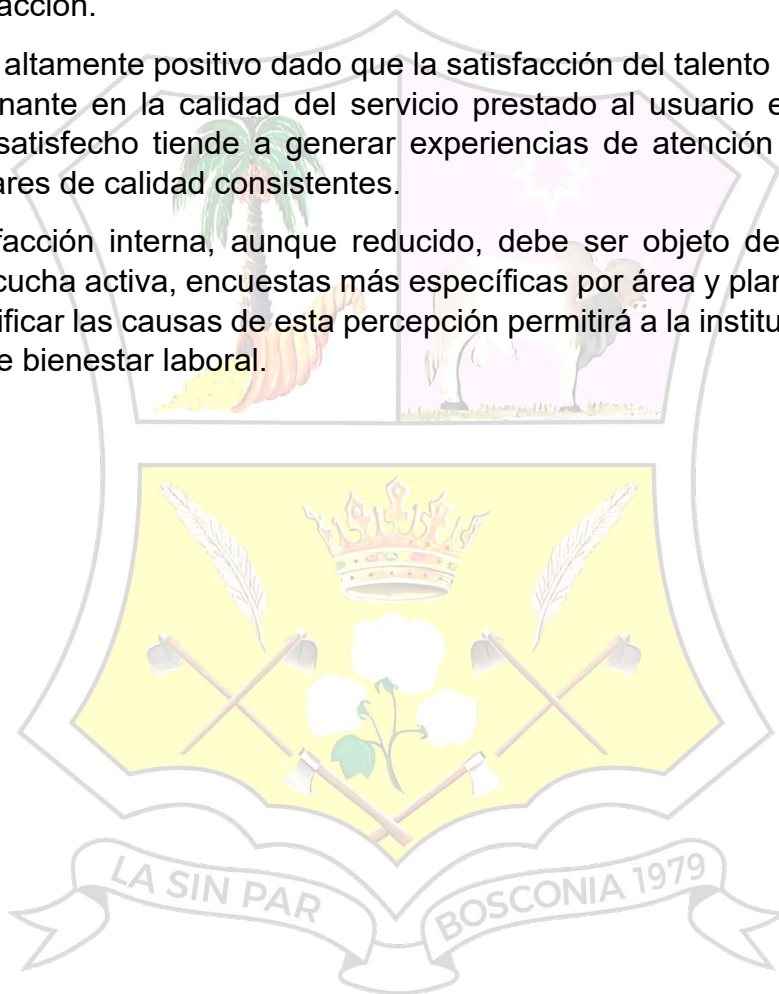 acción.
altamente positivo dado que la satisfacción del talento
nante en la calidad del servicio prestado al usuario e
satisfecho tiende a generar experiencias de atención
ares de calidad consistentes.
facción interna, aunque reducido, debe ser objeto de
cucha activa, encuestas más específicas por área y plan
ificar las causas de esta percepción permitirá a la institu
e bienestar laboral.
LA SIN PAR BOSCONIA 1979